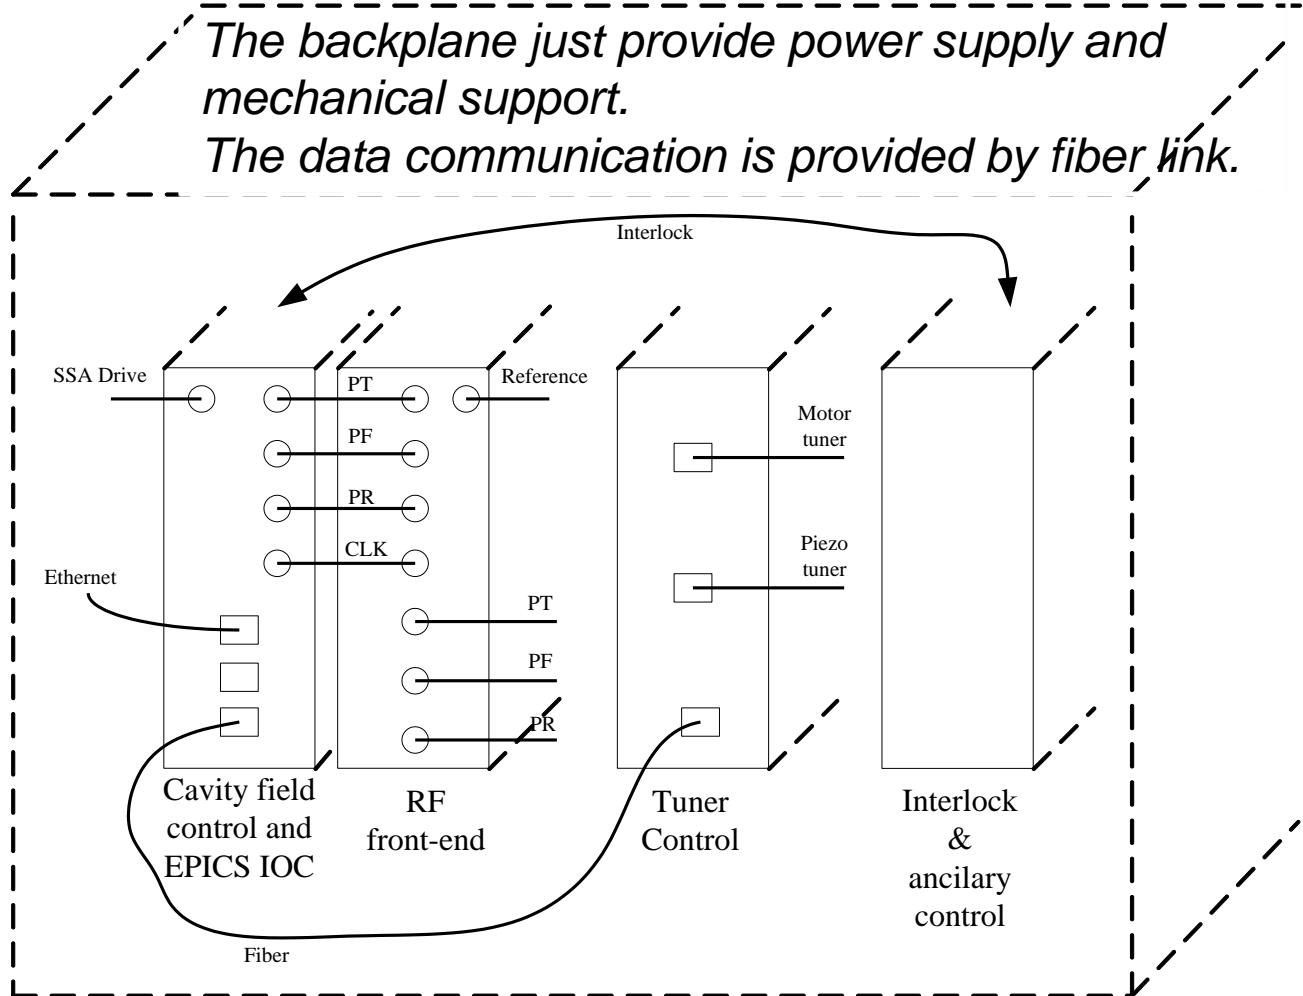 The backplane just provide power supply and
mechanical support.
The data communication is provided by fiber link.
Interlock
SSA Drive
PT
Reference
PF
PR
CLK
Motor
tuner
Piezo
tuner
Ethernet
PT
PF
PR
Cavity field
control and
EPICS IOC
RF
front-end
Tuner
Control
Interlock
&
ancilary
control
Fiber